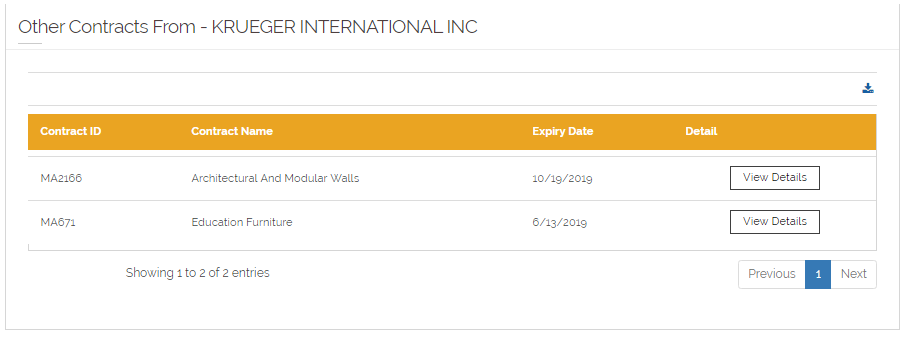 Other Contracts From - KRUEGER INTERNATIONAL INC
Contract ID Contract Name Expiry Date Detail
MA2166 Architectural And Modular Walls 10/19/2019 View Details
MA671 Education Furniture 6/13/2019 View Details
Showing 1 to 2 of 2 entries Previous 1 Next